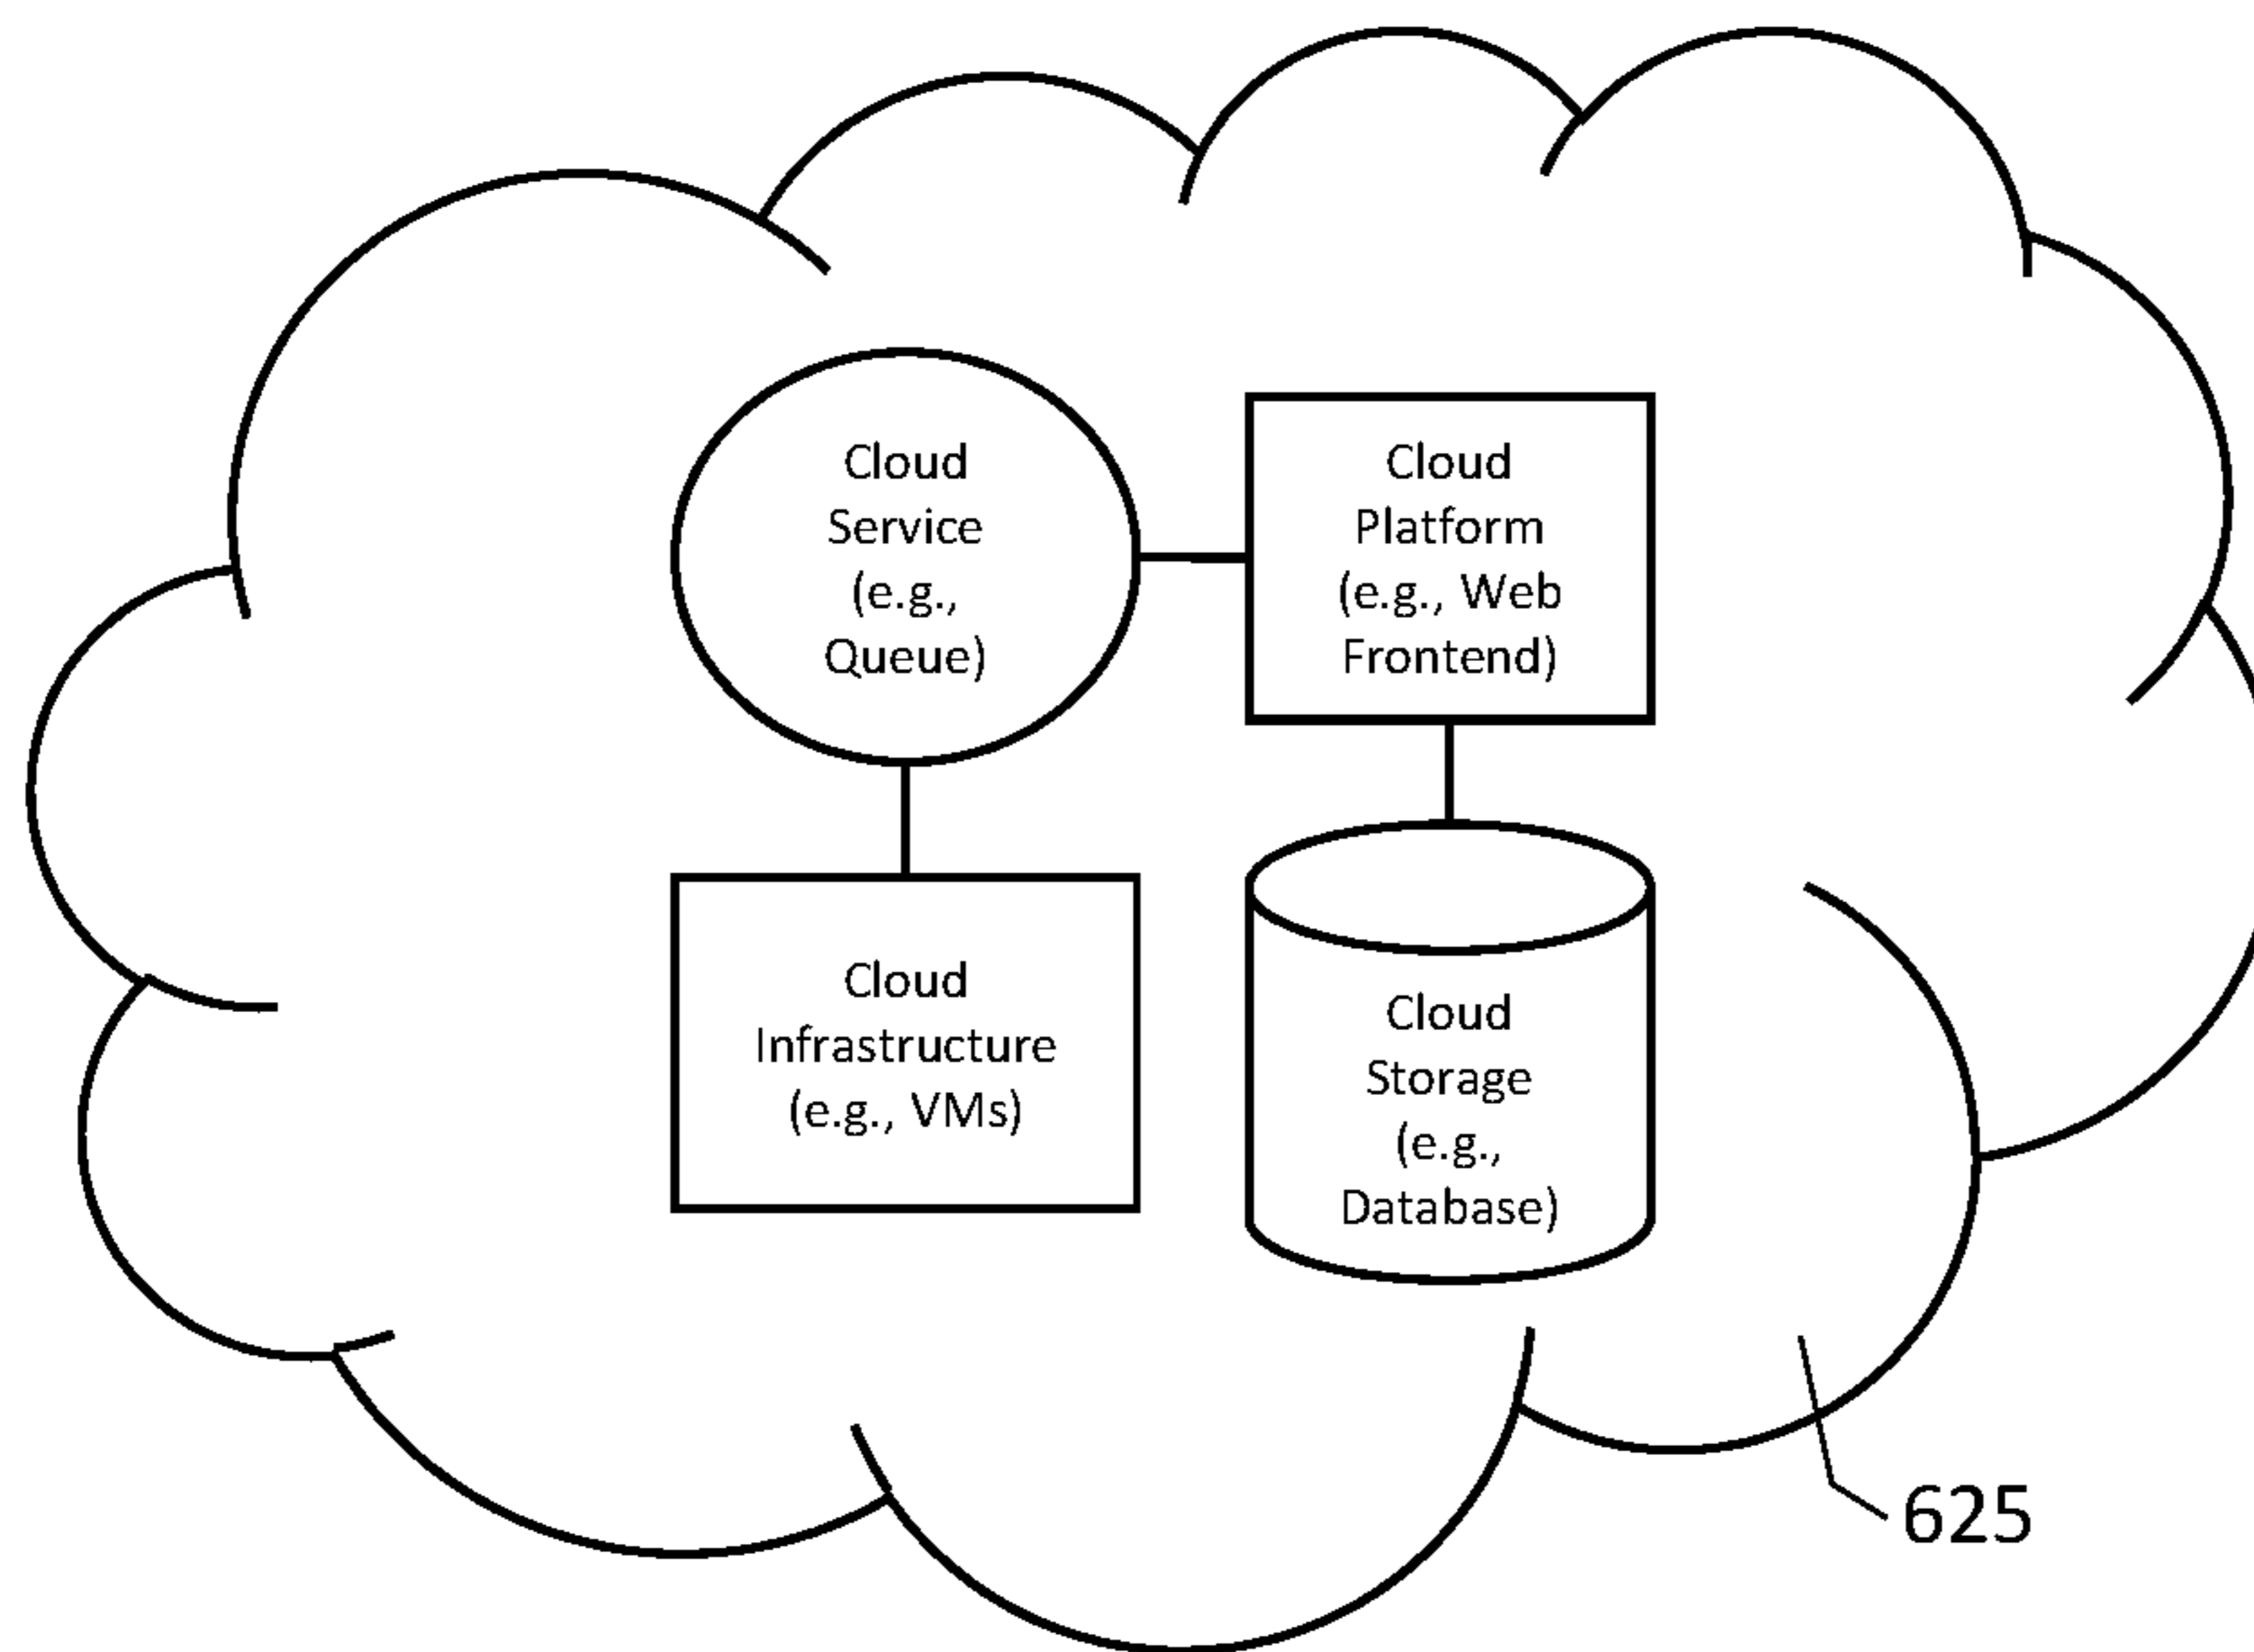 Cloud
Service
(e.g.,
Queue)
Cloud
Platform
(e.g., Web
Frontend)
Cloud
Infrastructure
(e.g., VMs)
Cloud
Storage
(e.g.,
Database)
625